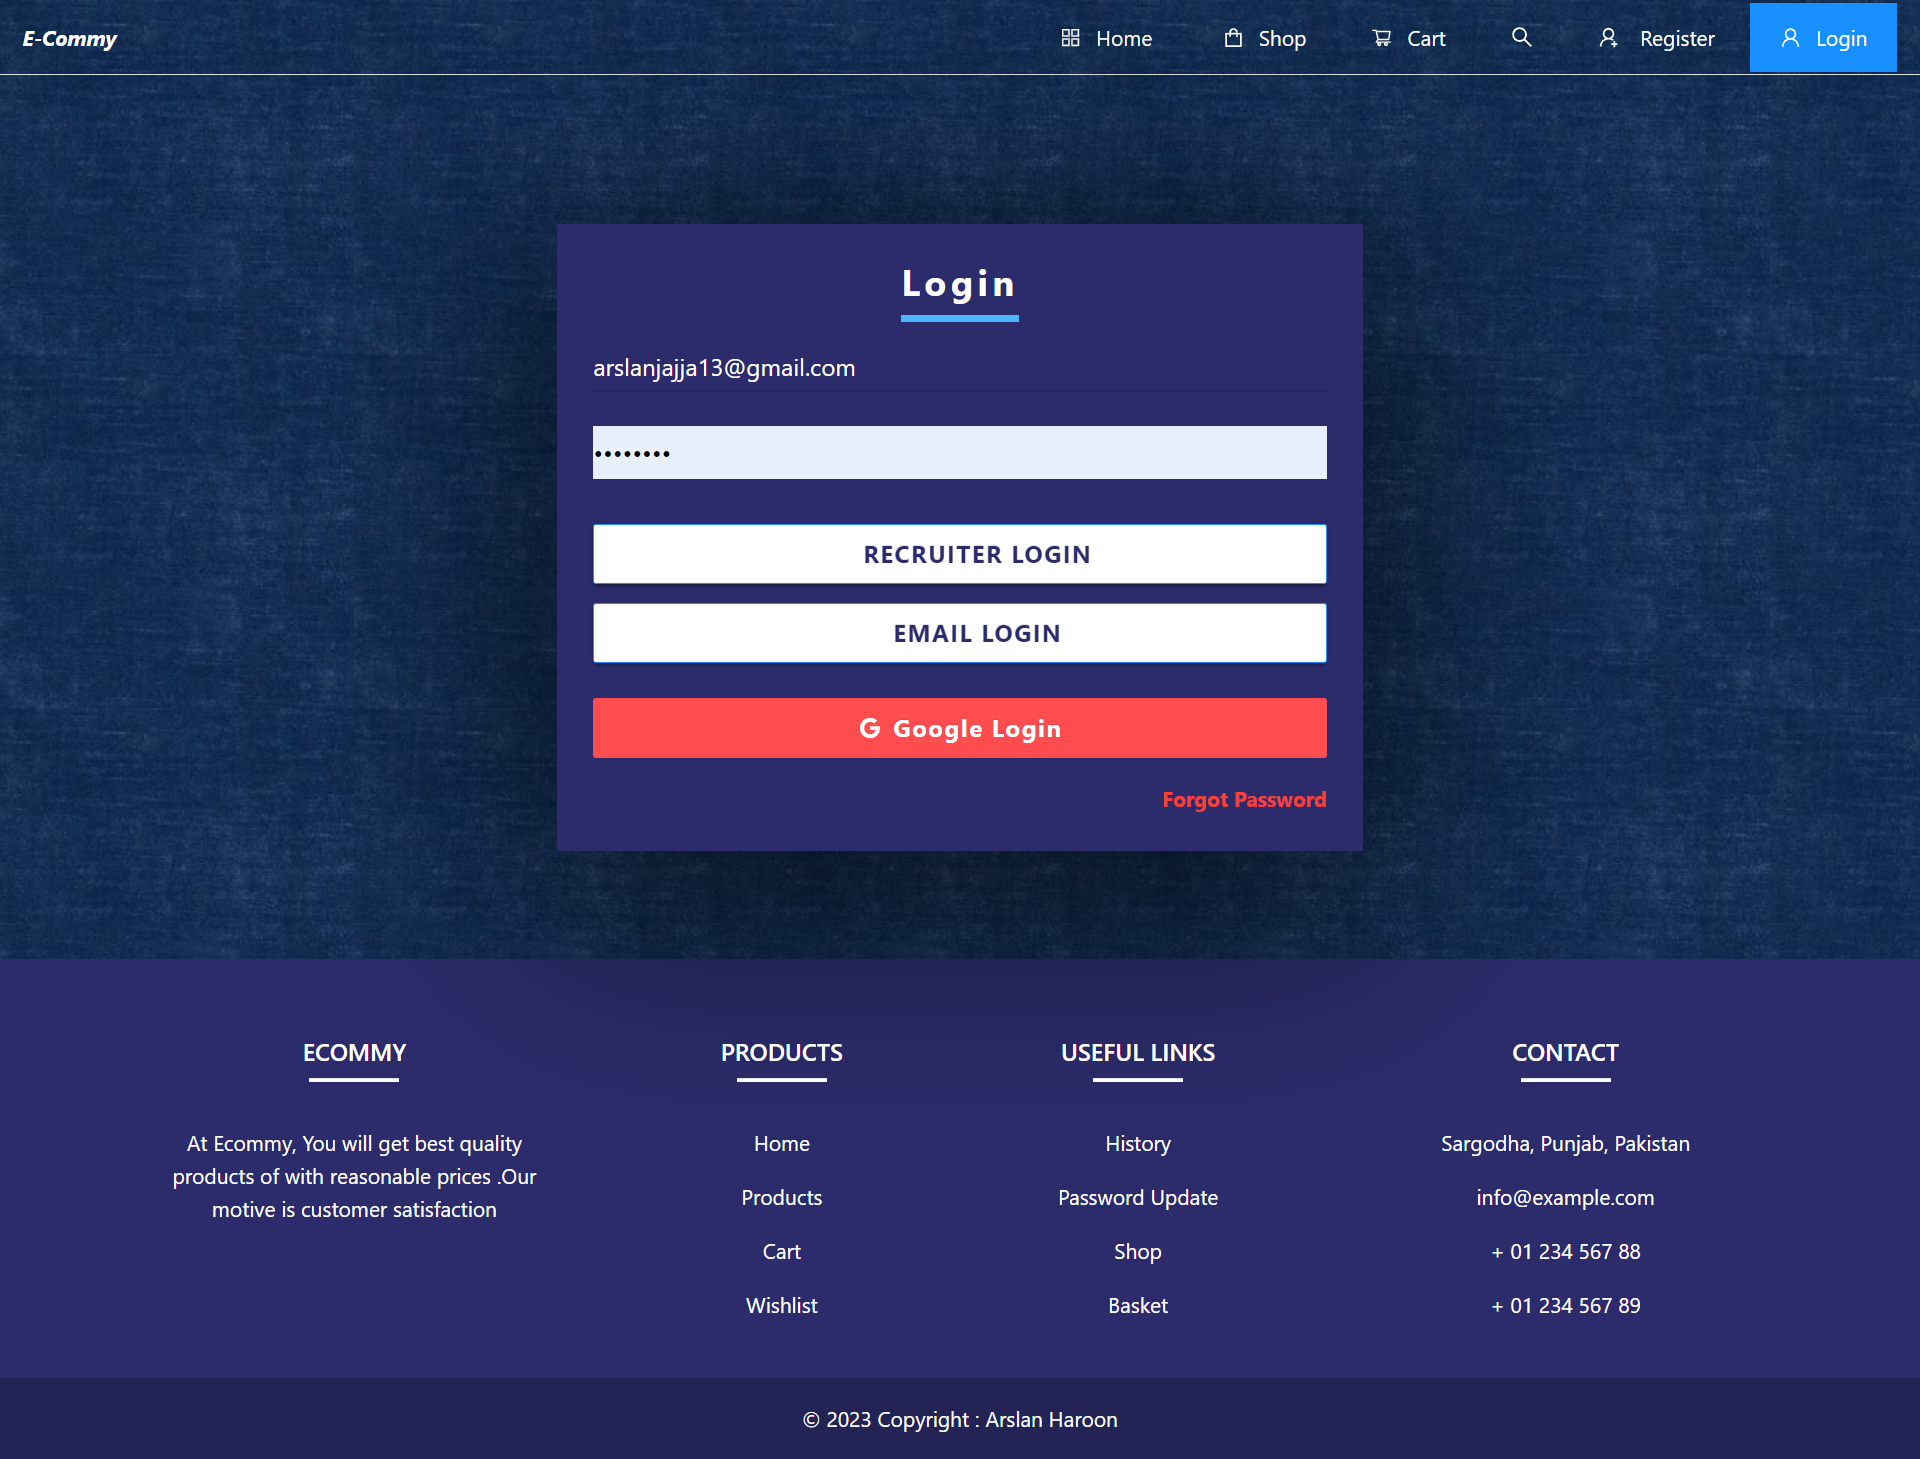 E-Commy
Home
Shop
Cart
Register
Login
Login
arslanjajja13@gmail.com
••••••••
RECRUITER LOGIN
EMAIL LOGIN
Google Login
Forgot Password
ECOMMY
At Ecommy, You will get best quality
products of with reasonable prices .Our
motive is customer satisfaction
PRODUCTS
Home
Products
Cart
Wishlist
USEFUL LINKS
History
Password Update
Shop
Basket
CONTACT
Sargodha, Punjab, Pakistan
info@example.com
+ 01 234 567 88
+ 01 234 567 89
© 2023 Copyright : Arslan Haroon